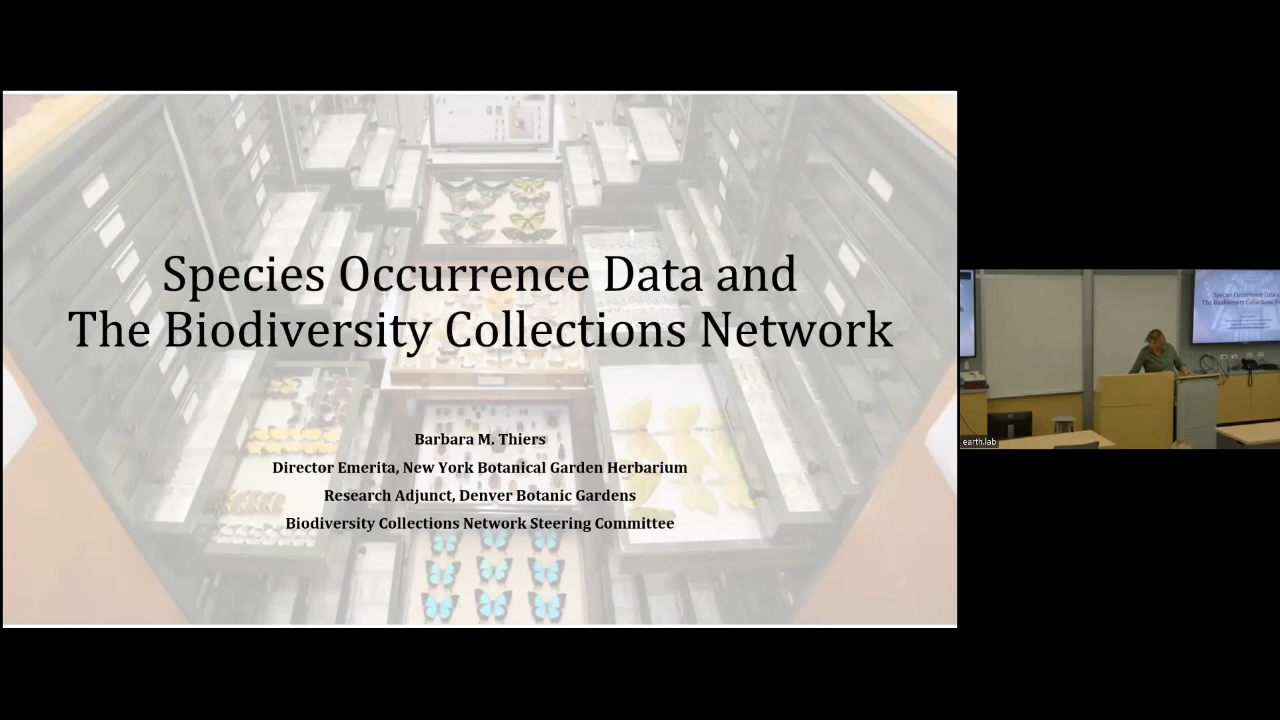 Species Occurrence Data and
The Biodiversity Collections Network
Barbara M. Thiers
Director Emerita, New York Botanical Garden Herbarium
Research Adjunct, Denver Botanic Gardens
Biodiversity Collections Network Steering Committee
earth.lab